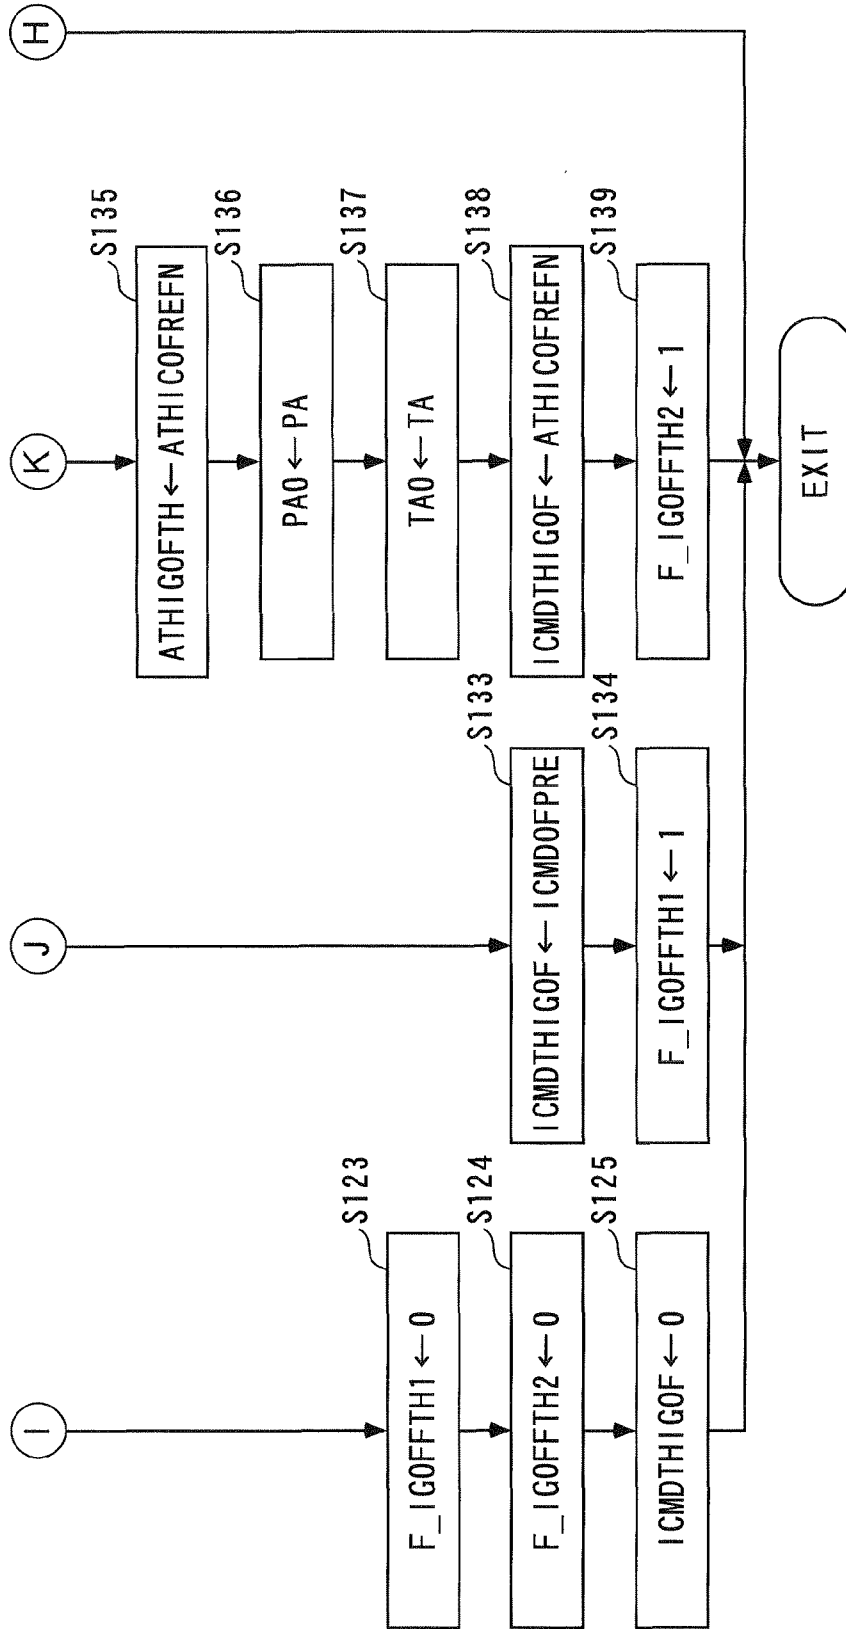 I
S123
F_IGOFFTH1←0
S124
F_IGOFFTH2←0
S125
ICMDTHIGOF←0
J
S133
ICMDTHIGOF←ICMDOFPRE
S134
F_IGOFFTH1←1
K
S135
ATHIGOFTH←ATHICOFREFN
S136
PA0←PA
S137
TA0←TA
S138
ICMDTHIGOF←ATHICOFREFN
S139
F_IGOFFTH2←1
H
EXIT